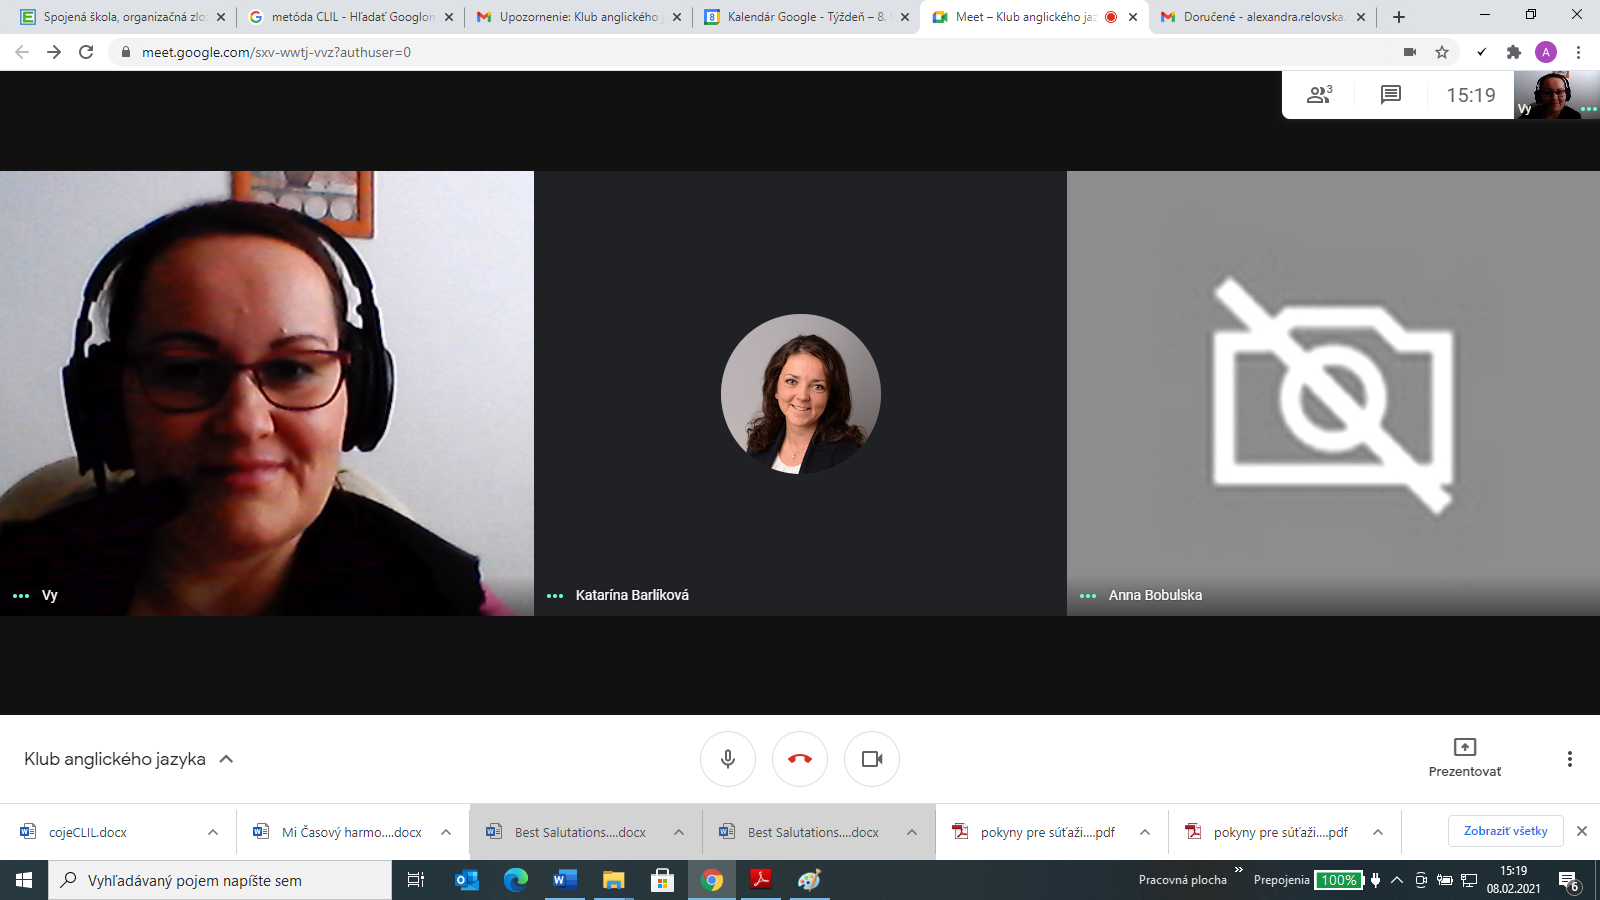 Spojená škola, organizačná zlo
metóda CLIL - Hľadať Googlom
Upozornenie: Klub anglického j
Kalendár Google - Týždeň – 8.
Meet – Klub anglického jaz
Doručené - alexandra.relovska.
meet.google.com/sxv-wwtj-vvz?authuser=0
A
3
15:19
Vy
Vy
Katarína Barlíková
Anna Bobulska
Klub anglického jazyka
Prezentovať
cojeCLIL.docx
Mi Časový harmo....docx
Best Salutations....docx
Best Salutations....docx
pokyny pre súťaži....pdf
pokyny pre súťaži....pdf
Zobraziť všetky
Vyhľadávaný pojem napíšte sem
Pracovná plocha
Prepojenia
100%
15:19
08.02.2021
6